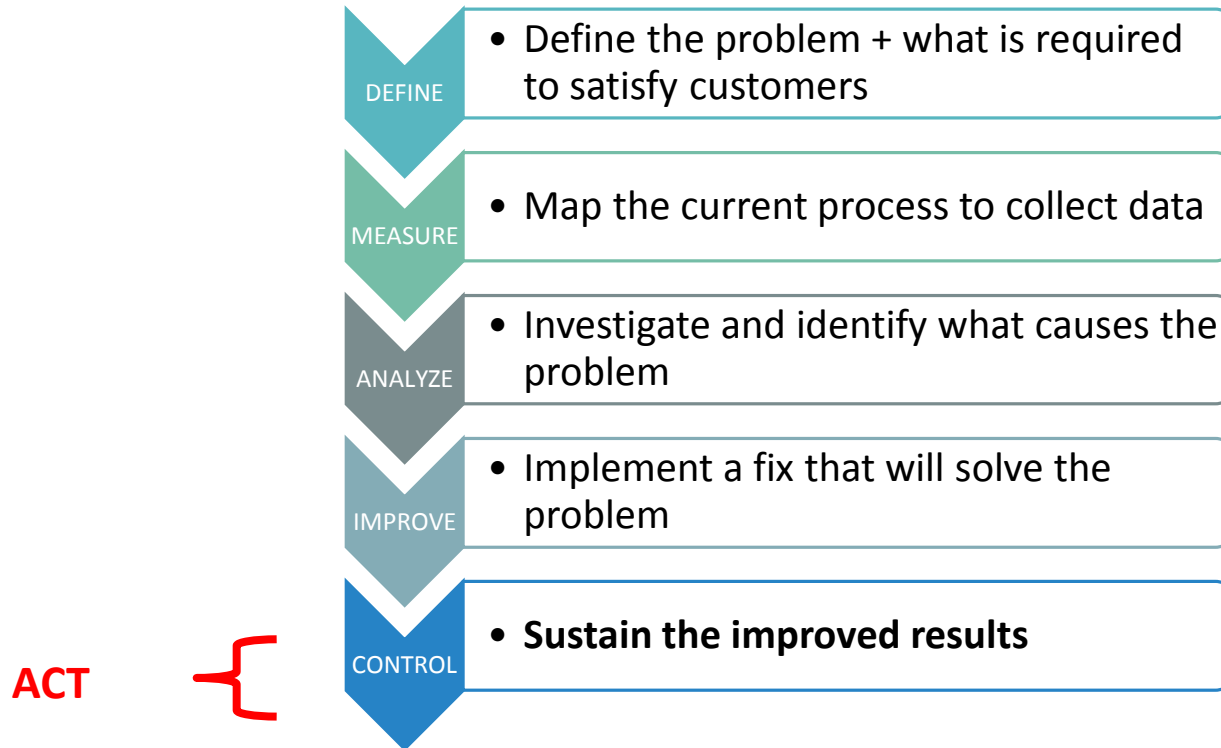 DEFINE
• Define the problem + what is required
to satisfy customers
MEASURE
• Map the current process to collect data
ANALYZE
• Investigate and identify what causes the
problem
IMPROVE
• Implement a fix that will solve the
problem
CONTROL
• Sustain the improved results
ACT